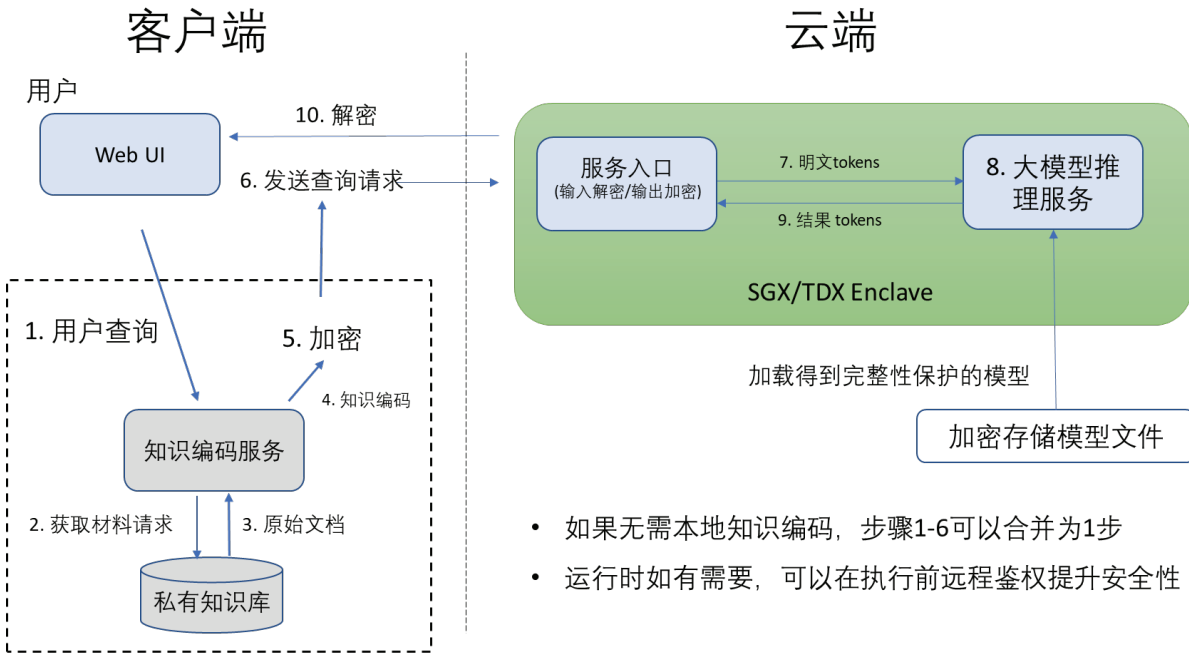 客户端
云端
用户
Web UI
10. 解密
6. 发送查询请求
1. 用户查询
5. 加密
4. 知识编码
知识编码服务
2. 获取材料请求
3. 原始文档
私有知识库
服务入口
(输入解密/输出加密)
7. 明文tokens
9. 结果 tokens
8. 大模型推
理服务
SGX/TDX Enclave
加载得到完整性保护的模型
加密存储模型文件
• 如果无需本地知识编码，步骤1-6可以合并为1步
• 运行时如有需要，可以在执行前远程鉴权提升安全性